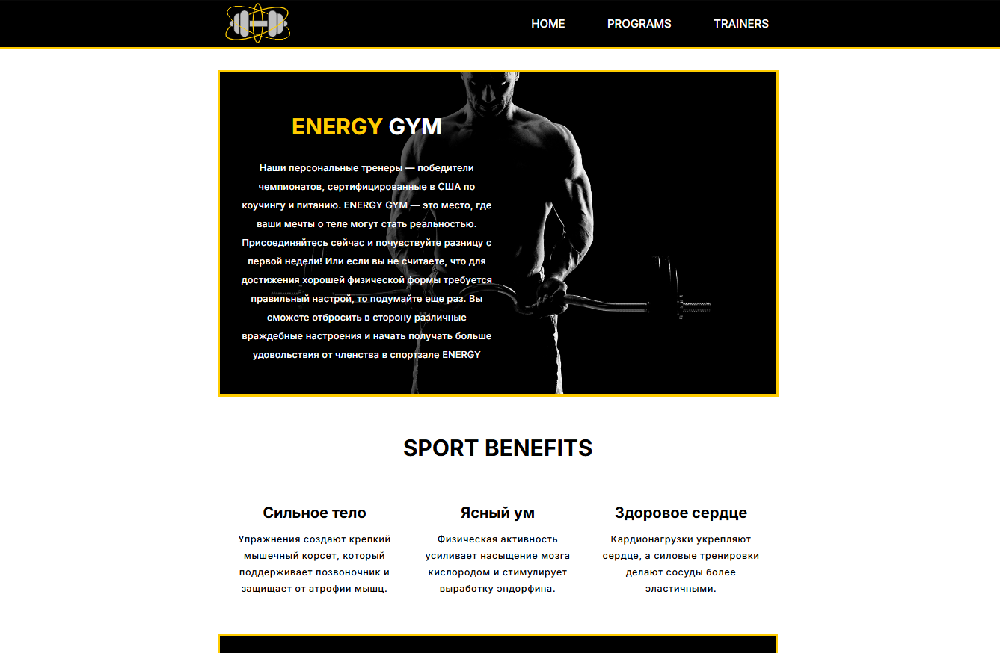 HOME PROGRAMS TRAINERS
ENERGY GYM
Наши персональные тренеры — победители
чемпионатов, сертифицированные в США по
коучингу и питанию. ENERGY GYM — это место, где
ваши мечты о теле могут стать реальностью.
Присоединяйтесь сейчас и почувствуйте разницу с
первой недели! Или если вы не считаете, что для
достижения хорошей физической формы требуется
правильный настрой, то подумайте еще раз. Вы
сможете отбросить в сторону различные
враждебные настроения и начать получать больше
удовольствия от членства в спортзале ENERGY
SPORT BENEFITS
Сильное тело
Упражнения создают крепкий
мышечный корсет, который
поддерживает позвоночник и
защищает от атрофии мышц.
Ясный ум
Физическая активность
усиливает насыщение мозга
кислородом и стимулирует
выработку эндорфина.
Здоровое сердце
Кардионагрузки укрепляют
сердце, а силовые тренировки
делают сосуды более
эластичными.